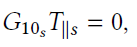 $G_{10_s} T_{\|s} = 0,$